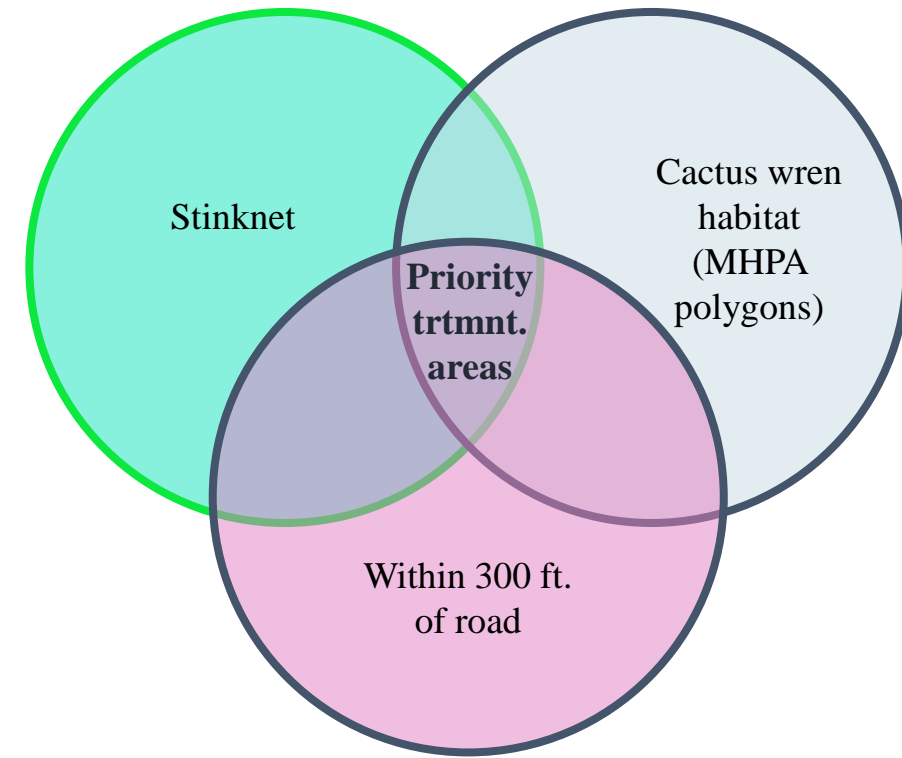 Stinknet
Cactus wren
habitat
(MHPA
polygons)
Priority
trtmnt.
areas
Within 300 ft.
of road